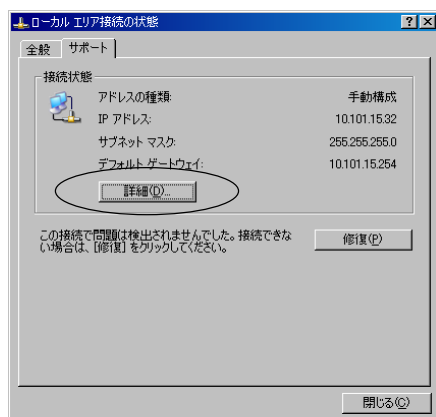 ローカル エリア接続の状態
全般 サポート
接続状態
アドレスの種類: 手動構成
IP アドレス: 10.101.15.32
サブネット マスク: 255.255.255.0
デフォルト ゲートウェイ: 10.101.15.254
詳細(D)...
この接続で問題は検出されませんでした。接続できな
い場合は、[修復] をクリックしてください。
修復(P)
閉じる(C)